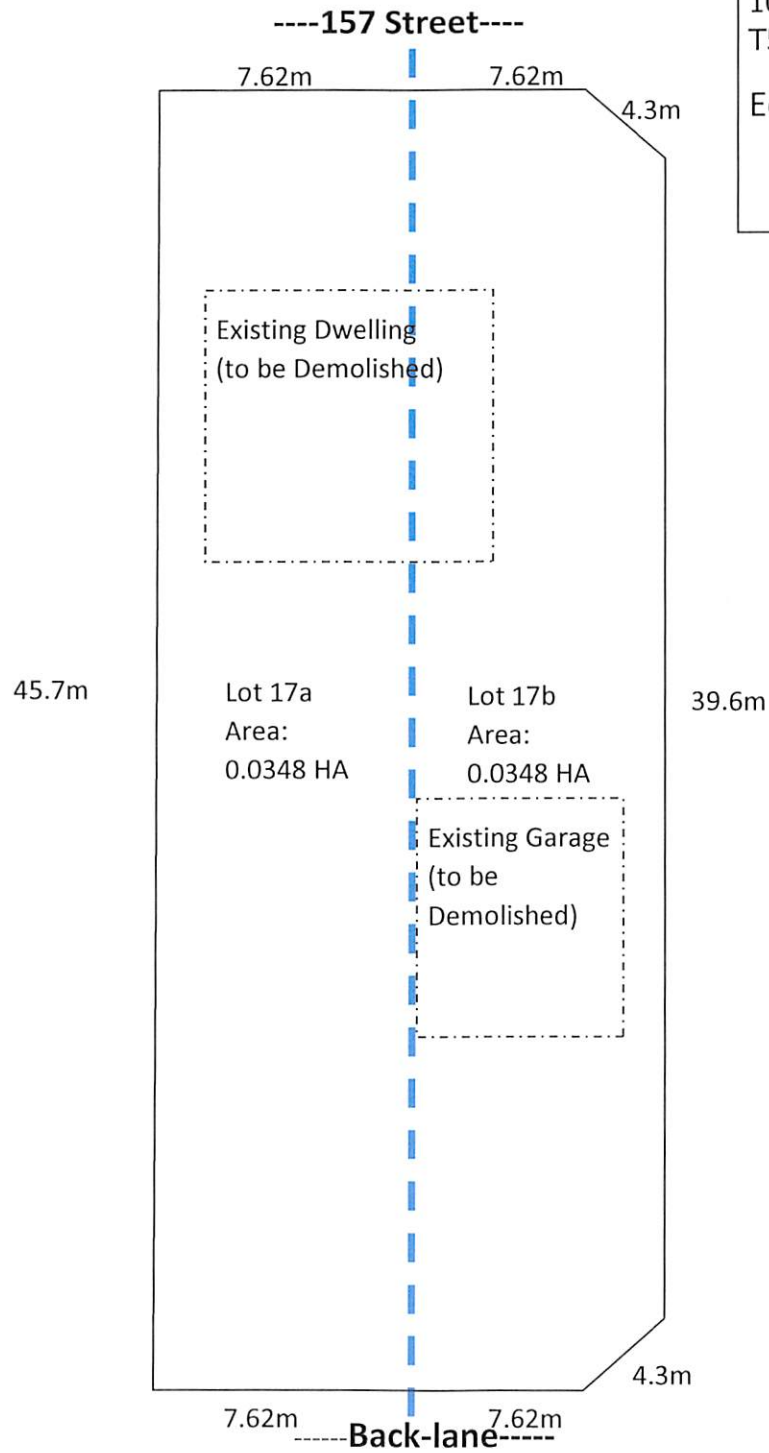 ----157 Street----
7.62m
7.62m
4.3m
Existing Dwelling
(to be Demolished)
45.7m
Lot 17a
Area:
0.0348 HA
Lot 17b
Area:
0.0348 HA
39.6m
Existing Garage
(to be
Demolished)
4.3m
7.62m
7.62m
------Back-lane-----